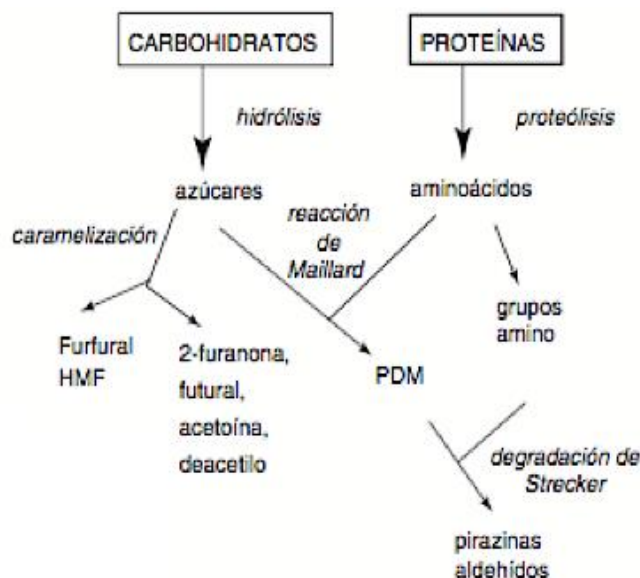 CARBOHIDRATOS
PROTEÍNAS
hidrólisis
proteólisis
azúcares
aminoácidos
reacción
de
Maillard
caramelización
grupos
amino
Furfural
HMF
2-furanona,
futural,
acetoína,
deacetilo
PDM
degradación de
Strecker
pirazinas
aldehídos